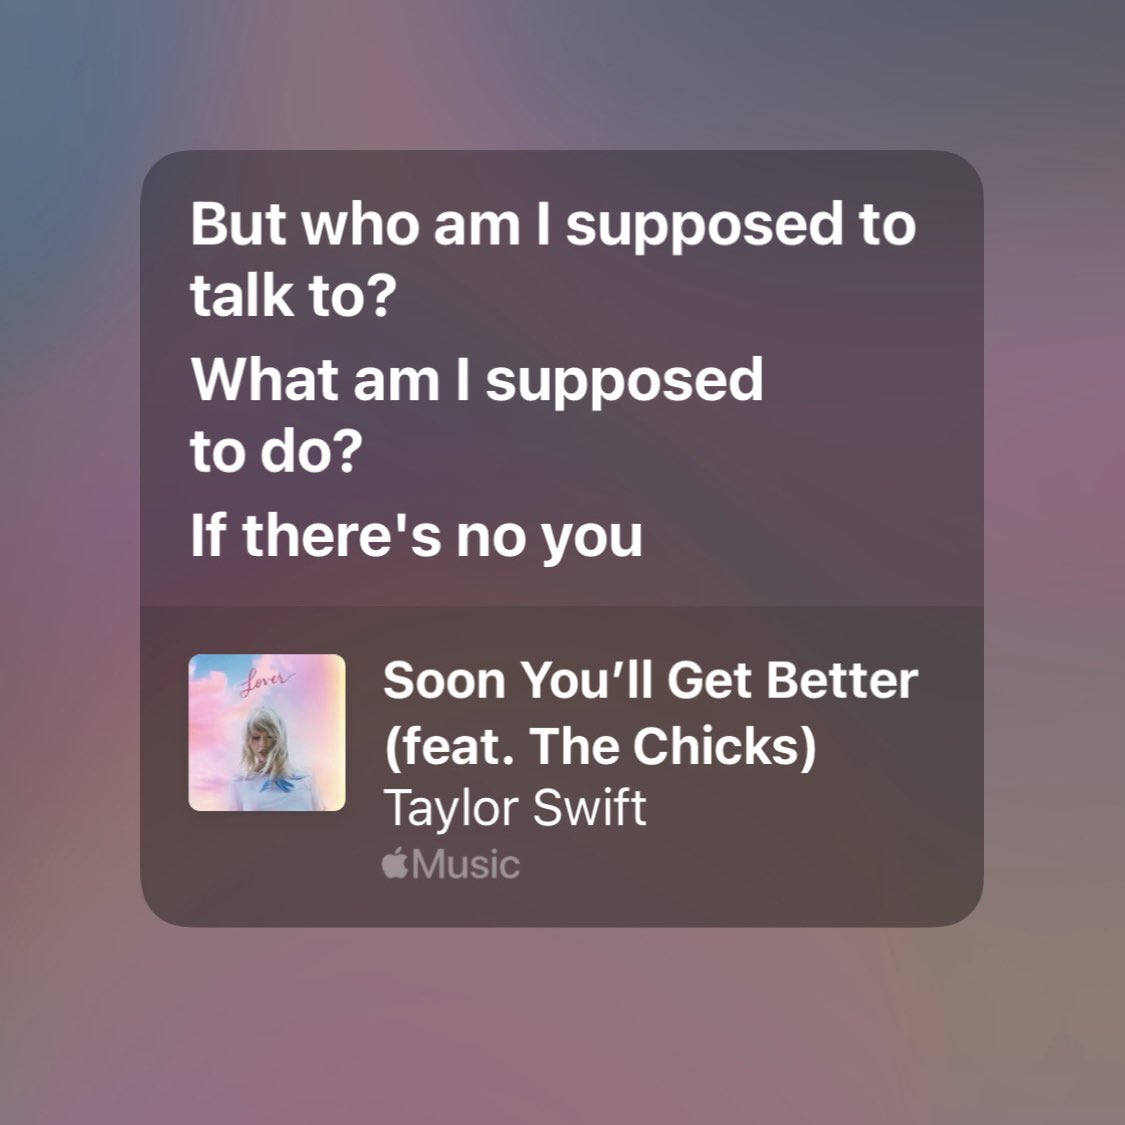 But who am I supposed to
talk to?
What am I supposed
to do?
If there's no you
Lover
Soon You’ll Get Better
(feat. The Chicks)
Taylor Swift
Music